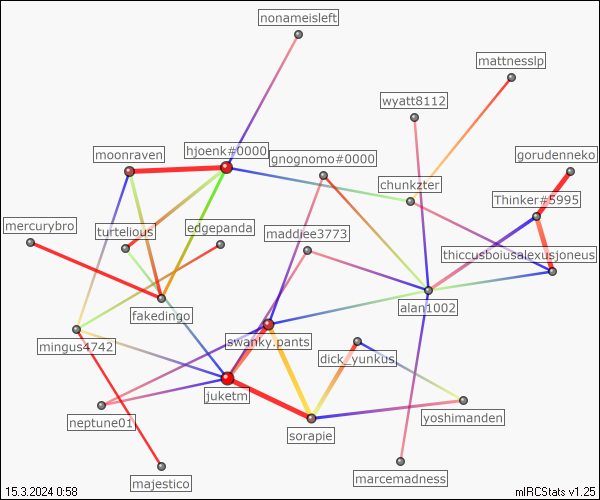 nonameisleft
mattnesslp
wyatt8112
hjoenk#0000
moonraven
gnognomo#0000
gorudenneko
chunkzter
Thinker#5995
mercurybro
turtelious
edgepanda
maddiee3773
thiccusboiusalexusjoneus
alan1002
fakedingo
mingus4742
swanky.pants
dick_yunkus
juketm
neptune01
yoshimanden
sorapie
majestico
marcemadness
15.3.2024 0:58
mIRCStats v1.25